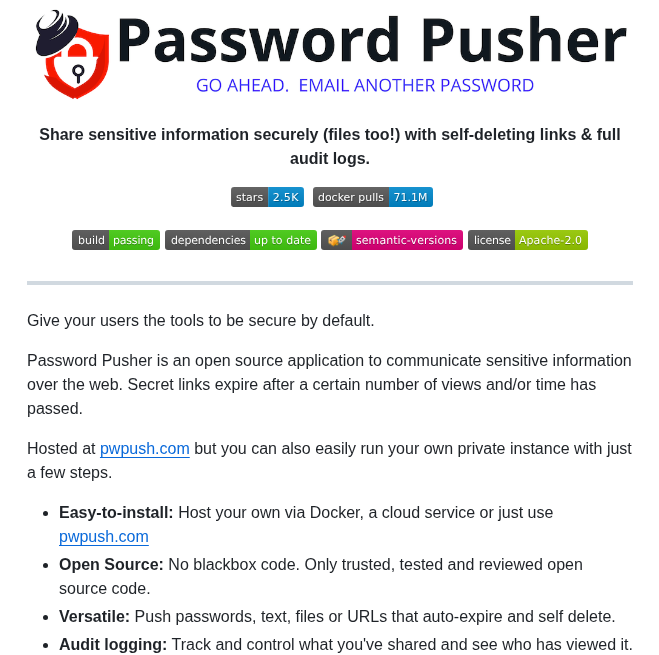 Password Pusher
GO AHEAD. EMAIL ANOTHER PASSWORD
Share sensitive information securely (files too!) with self-deleting links & full
audit logs.
stars 2.5K docker pulls 71.1M
build passing dependencies up to date semantic-versions license Apache-2.0
Give your users the tools to be secure by default.
Password Pusher is an open source application to communicate sensitive information
over the web. Secret links expire after a certain number of views and/or time has
passed.
Hosted at pwpush.com but you can also easily run your own private instance with just
a few steps.
• Easy-to-install: Host your own via Docker, a cloud service or just use
pwpush.com
• Open Source: No blackbox code. Only trusted, tested and reviewed open
source code.
• Versatile: Push passwords, text, files or URLs that auto-expire and self delete.
• Audit logging: Track and control what you've shared and see who has viewed it.